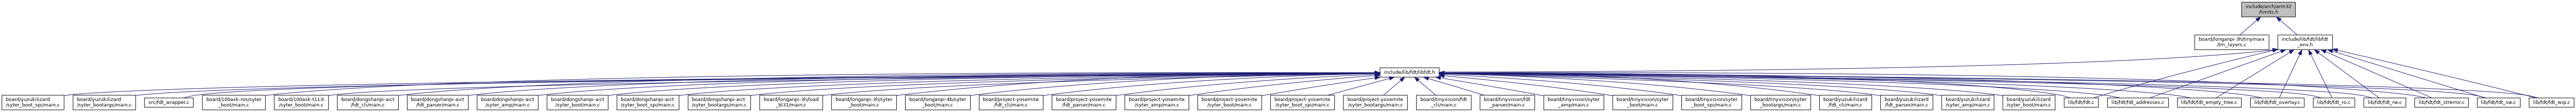 include/arch/arm32
/limits.h
board/longanpi-3h/tinymaix
/tm_layers.c
include/lib/fdt/libfdt
_env.h
include/lib/fdt/libfdt.h
board/yuzukilizard
/syter_boot_spi/main.c
board/yuzukilizard
/syter_bootargs/main.c
src/fdt_wrapper.c
board/100ask-ros/syter
_boot/main.c
board/100ask-t113i
/syter_boot/main.c
board/dongshanpi-aict
/fdt_cli/main.c
board/dongshanpi-aict
/fdt_parser/main.c
board/dongshanpi-aict
/syter_amp/main.c
board/dongshanpi-aict
/syter_boot/main.c
board/dongshanpi-aict
/syter_boot_spi/main.c
board/dongshanpi-aict
/syter_bootargs/main.c
board/longanpi-3h/load
_bl31/main.c
board/longanpi-3h/syter
_boot/main.c
board/longanpi-4b/syter
_boot/main.c
board/project-yosemite
/fdt_cli/main.c
board/project-yosemite
/fdt_parser/main.c
board/project-yosemite
/syter_amp/main.c
board/project-yosemite
/syter_boot/main.c
board/project-yosemite
/syter_boot_spi/main.c
board/project-yosemite
/syter_bootargs/main.c
board/tinyvision/fdt
_cli/main.c
board/tinyvision/fdt
_parser/main.c
board/tinyvision/syter
_amp/main.c
board/tinyvision/syter
_boot/main.c
board/tinyvision/syter
_boot_spi/main.c
board/tinyvision/syter
_bootargs/main.c
board/yuzukilizard
/fdt_cli/main.c
board/yuzukilizard
/fdt_parser/main.c
board/yuzukilizard
/syter_amp/main.c
board/yuzukilizard
/syter_boot/main.c
lib/fdt/fdt.c
lib/fdt/fdt_addresses.c
lib/fdt/fdt_empty_tree.c
lib/fdt/fdt_overlay.c
lib/fdt/fdt_ro.c
lib/fdt/fdt_rw.c
lib/fdt/fdt_strerror.c
lib/fdt/fdt_sw.c
lib/fdt/fdt_wip.c